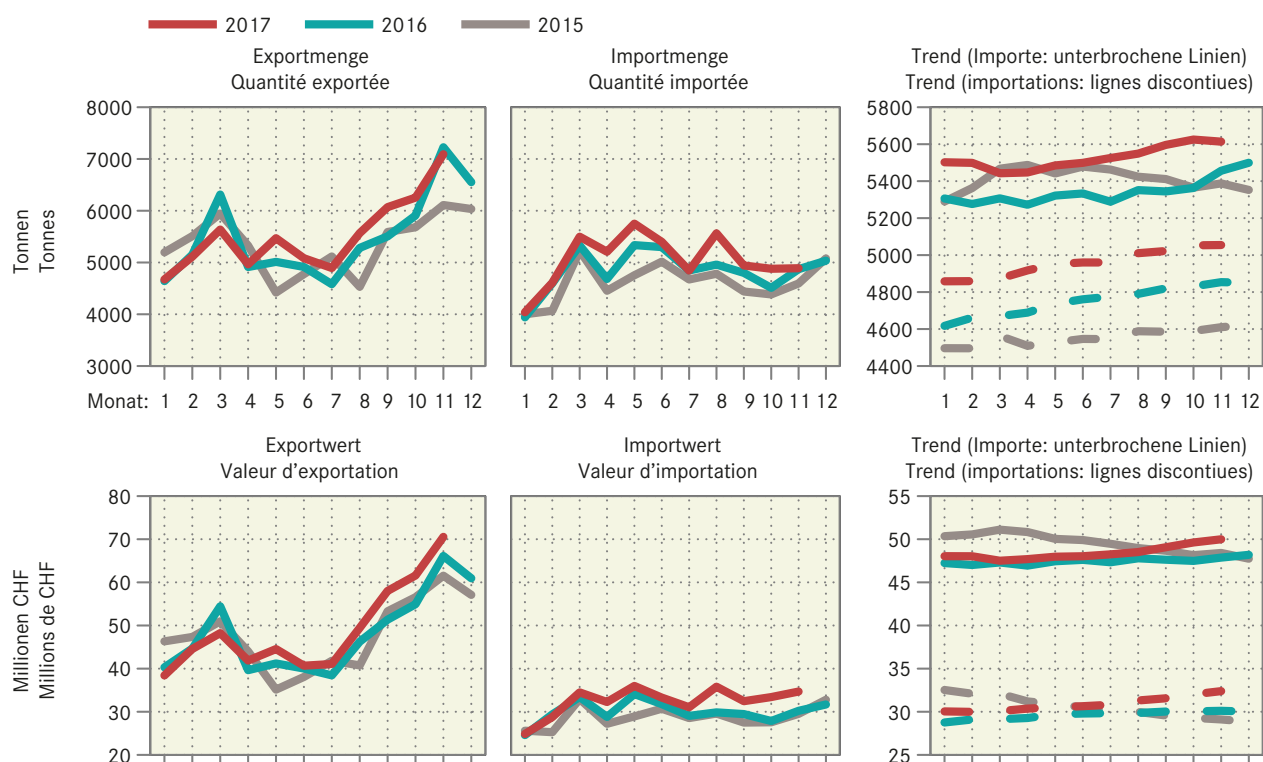 2017 2016 2015
Exportmenge
Quantité exportée
Importmenge
Quantité importée
Trend (Importe: unterbrochene Linien)
Trend (importations: lignes discontiues)
Tonnen
Tonnes
8000
7000
6000
5000
4000
3000
5800
5600
5400
5200
5000
4800
4600
4400
Monat: 1 2 3 4 5 6 7 8 9 10 11 12
1 2 3 4 5 6 7 8 9 10 11 12
1 2 3 4 5 6 7 8 9 10 11 12
Exportwert
Valeur d'exportation
Importwert
Valeur d'importation
Trend (Importe: unterbrochene Linien)
Trend (importations: lignes discontiues)
Millionen CHF
Millions de CHF
80
70
60
50
40
30
20
55
50
45
40
35
30
25